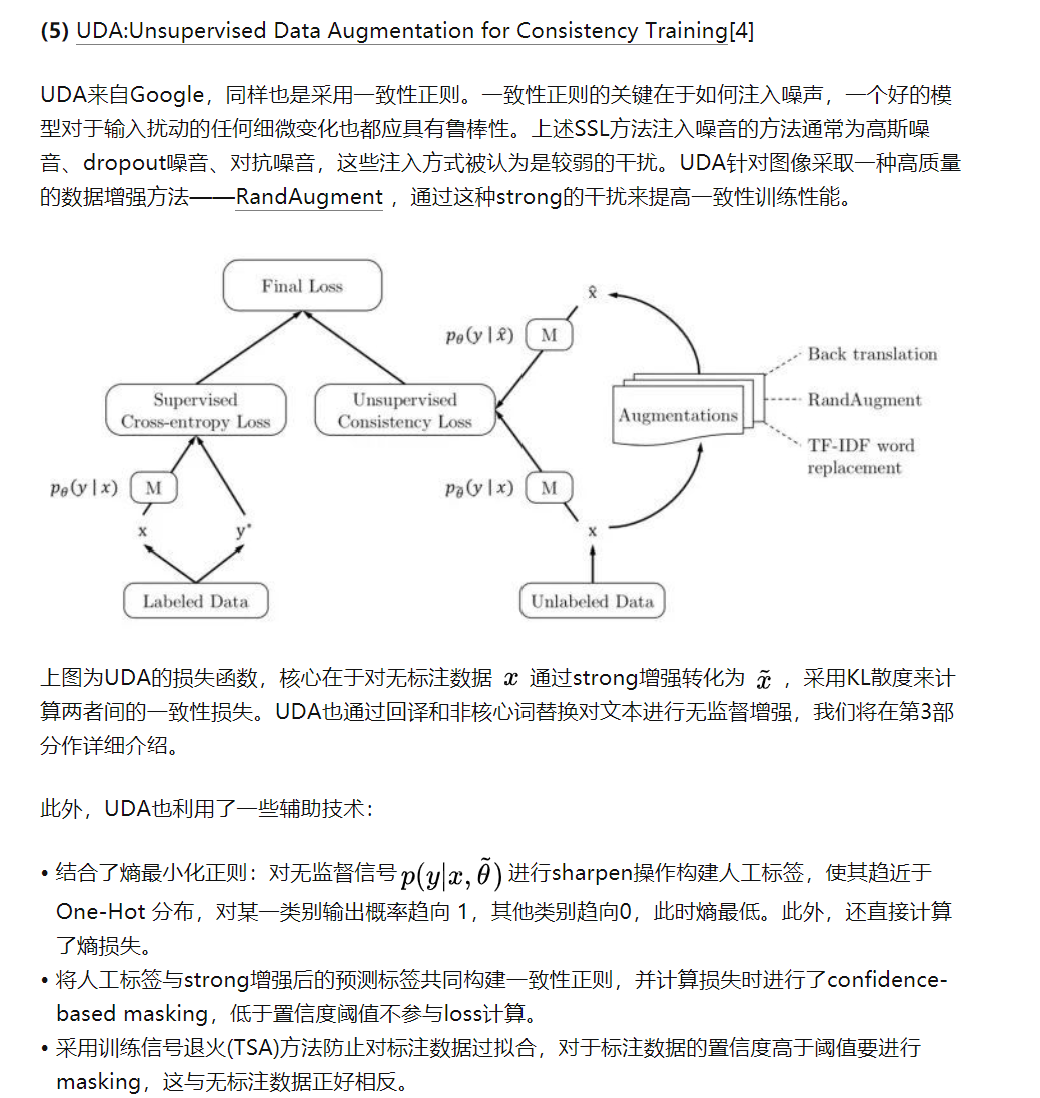 (5) UDA:Unsupervised Data Augmentation for Consistency Training[4]
UDA来自Google，同样也是采用一致性正则。一致性正则的关键在于如何注入噪声，一个好的模
型对于输入扰动的任何细微变化也都应具有鲁棒性。上述SSL方法注入噪音的方法通常为高斯噪
音、dropout噪音、对抗噪音，这些注入方式被认为是较弱的干扰。UDA针对图像采取一种高质量
的数据增强方法——RandAugment ，通过这种strong的干扰来提高一致性训练性能。
Final Loss
x̂
pθ(y | x̂)
M
Back translation
Supervised
Cross-entropy Loss
Unsupervised
Consistency Loss
Augmentations
RandAugment
TF-IDF word
replacement
pθ(y | x)
M
pθ̃(y | x)
M
x
y*
x
Labeled Data
Unlabeled Data
上图为UDA的损失函数，核心在于对无标注数据 x 通过strong增强转化为 x̃ ，采用KL散度来计
算两者间的一致性损失。UDA也通过回译和非核心词替换对文本进行无监督增强，我们将在第3部
分作详细介绍。
此外，UDA也利用了一些辅助技术：
• 结合了熵最小化正则：对无监督信号p(y|x, θ̃) 进行sharpen操作构建人工标签，使其趋近于
One-Hot 分布，对某一类别输出概率趋向 1，其他类别趋向0，此时熵最低。此外，还直接计算
了熵损失。
• 将人工标签与strong增强后的预测标签共同构建一致性正则，并计算损失时进行了confidence-
based masking，低于置信度阈值不参与loss计算。
• 采用训练信号退火(TSA)方法防止对标注数据过拟合，对于标注数据的置信度高于阈值要进行
masking，这与无标注数据正好相反。